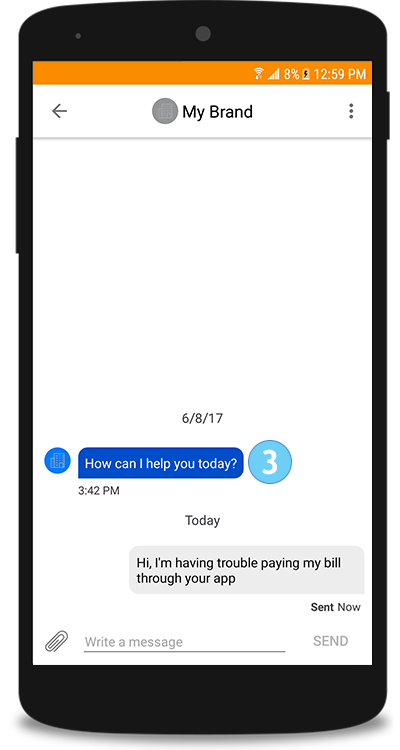 8% 12:59 PM
My Brand
6/8/17
How can I help you today?
3
3:42 PM
Today
Hi, I'm having trouble paying my bill
through your app
Sent Now
Write a message
SEND